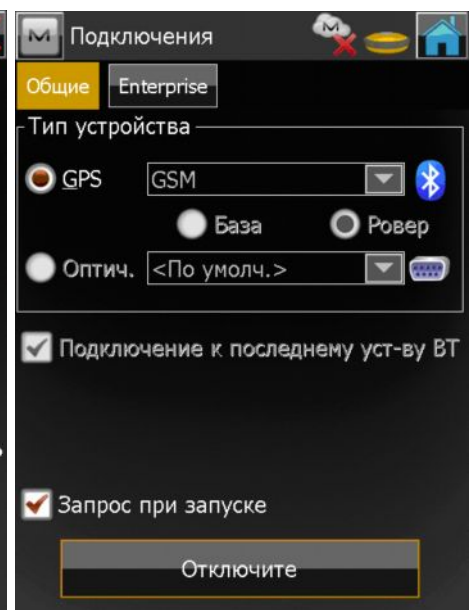 M Подключения M
Общие Enterprise
Тип устройства
GPS GSM
База Ровер
Оптич. <По умолч.>
Подключение к последнему уст-ву BT
Запрос при запуске
Отключите